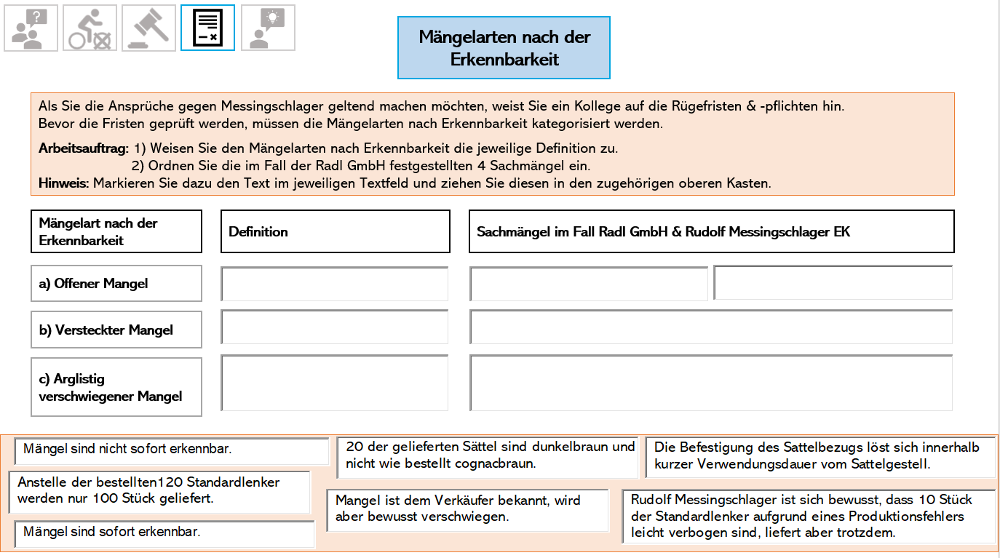 ?
Mängelarten nach der
Erkennbarkeit
Als Sie die Ansprüche gegen Messingschlager geltend machen möchten, weist Sie ein Kollege auf die Rügefristen & -pflichten hin.
Bevor die Fristen geprüft werden, müssen die Mängelarten nach Erkennbarkeit kategorisiert werden.
Arbeitsauftrag: 1) Weisen Sie den Mängelarten nach Erkennbarkeit die jeweilige Definition zu.
2) Ordnen Sie die im Fall der Radl GmbH festgestellten 4 Sachmängel ein.
Hinweis: Markieren Sie dazu den Text im jeweiligen Textfeld und ziehen Sie diesen in den zugehörigen oberen Kasten.
Mängelart nach der
Erkennbarkeit
Definition
Sachmängel im Fall Radl GmbH & Rudolf Messingschlager EK
a) Offener Mangel
b) Versteckter Mangel
c) Arglistig
verschwiegener Mangel
Mängel sind nicht sofort erkennbar.
20 der gelieferten Sättel sind dunkelbraun und
nicht wie bestellt cognacbraun.
Die Befestigung des Sattelbezugs löst sich innerhalb
kurzer Verwendungsdauer vom Sattelgestell.
Anstelle der bestellten120 Standardlenker
werden nur 100 Stück geliefert.
Mangel ist dem Verkäufer bekannt, wird
aber bewusst verschwiegen.
Rudolf Messingschlager ist sich bewusst, dass 10 Stück
der Standardlenker aufgrund eines Produktionsfehlers
leicht verbogen sind, liefert aber trotzdem.
Mängel sind sofort erkennbar.